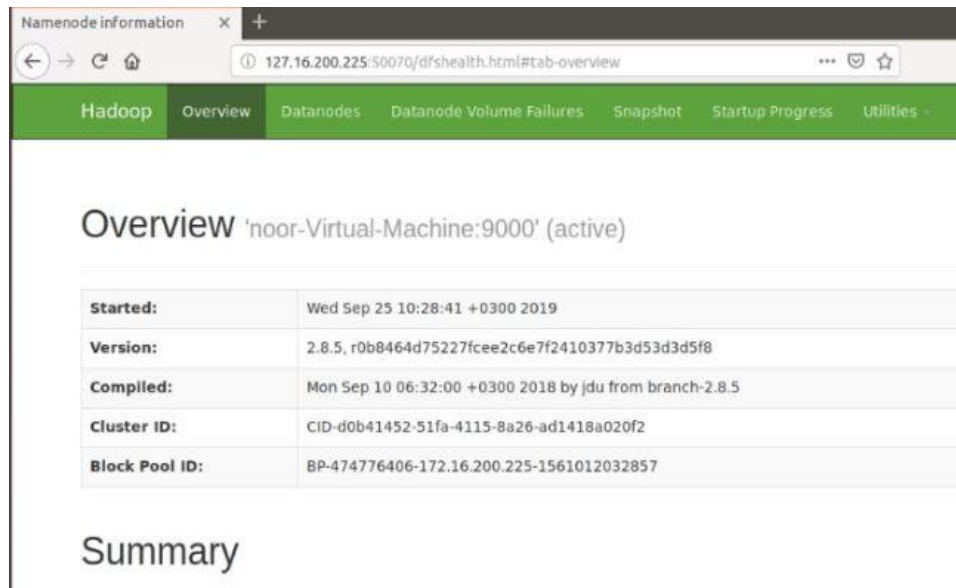 Namenode information × +
127.16.200.225:50070/dfshealth.html#tab-overview
Hadoop Overview Datanodes Datanode Volume Failures Snapshot Startup Progress Utilities
Overview 'noor-Virtual-Machine:9000' (active)
Started: Wed Sep 25 10:28:41 +0300 2019
Version: 2.8.5, r0b8464d75227fcee2c6e7f2410377b3d53d3d5f8
Compiled: Mon Sep 10 06:32:00 +0300 2018 by jdu from branch-2.8.5
Cluster ID: CID-d0b41452-51fa-4115-8a26-ad1418a020f2
Block Pool ID: BP-474776406-172.16.200.225-1561012032857
Summary